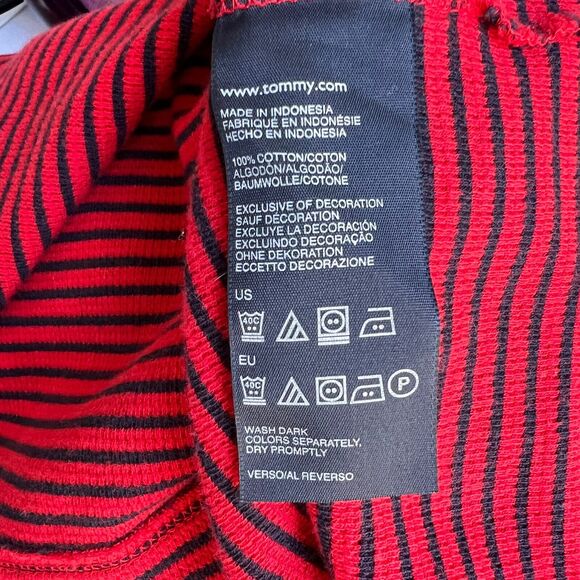 www.tommy.com
MADE IN INDONESIA
FABRIQUÉ EN INDONÉSIE
HECHO EN INDONESIA
100% COTTON/COTON
ALGODÓN/ALGODÃO/
BAUMWOLLE/COTONE
EXCLUSIVE OF DECORATION
SAUF DÉCORATION
EXCLUYE LA DECORACIÓN
EXCLUINDO DECORAÇÃO
OHNE DEKORATION
ECCETTO DECORAZIONE
US
40C
EU
40C P
WASH DARK
COLORS SEPARATELY,
DRY PROMPTLY
VERSO/AL REVERSO